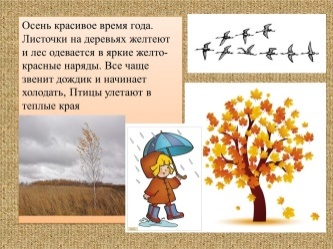 Осень красивое время года.
Листочки на деревьях желтеют
и лес одевается в яркие желто-
красные наряды. Все чаще
звенит дождик и начинает
холодать, Птицы улетают в
теплые края